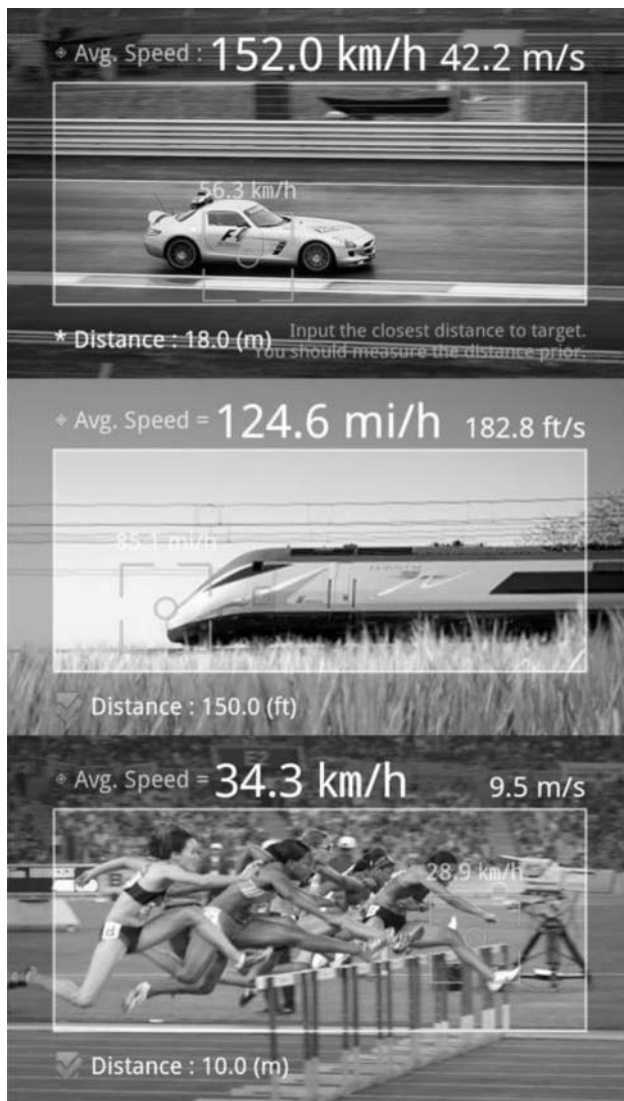 Avg. Speed : 152.0 km/h 42.2 m/s
56.3 km/h
F1
* Distance : 18.0 (m)
Input the closest distance to target.
You should measure the distance prior.
Avg. Speed = 124.6 mi/h 182.8 ft/s
85.1 mi/h
Distance : 150.0 (ft)
Avg. Speed = 34.3 km/h 9.5 m/s
28.9 km/h
Distance : 10.0 (m)